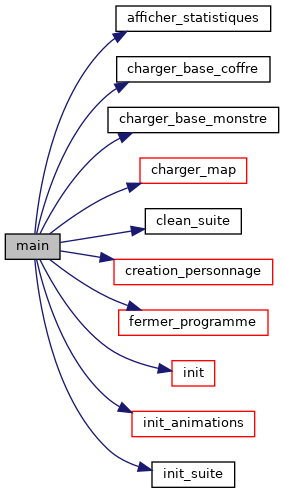 afficher_statistiques
charger_base_coffre
charger_base_monstre
charger_map
clean_suite
main
creation_personnage
fermer_programme
init
init_animations
init_suite